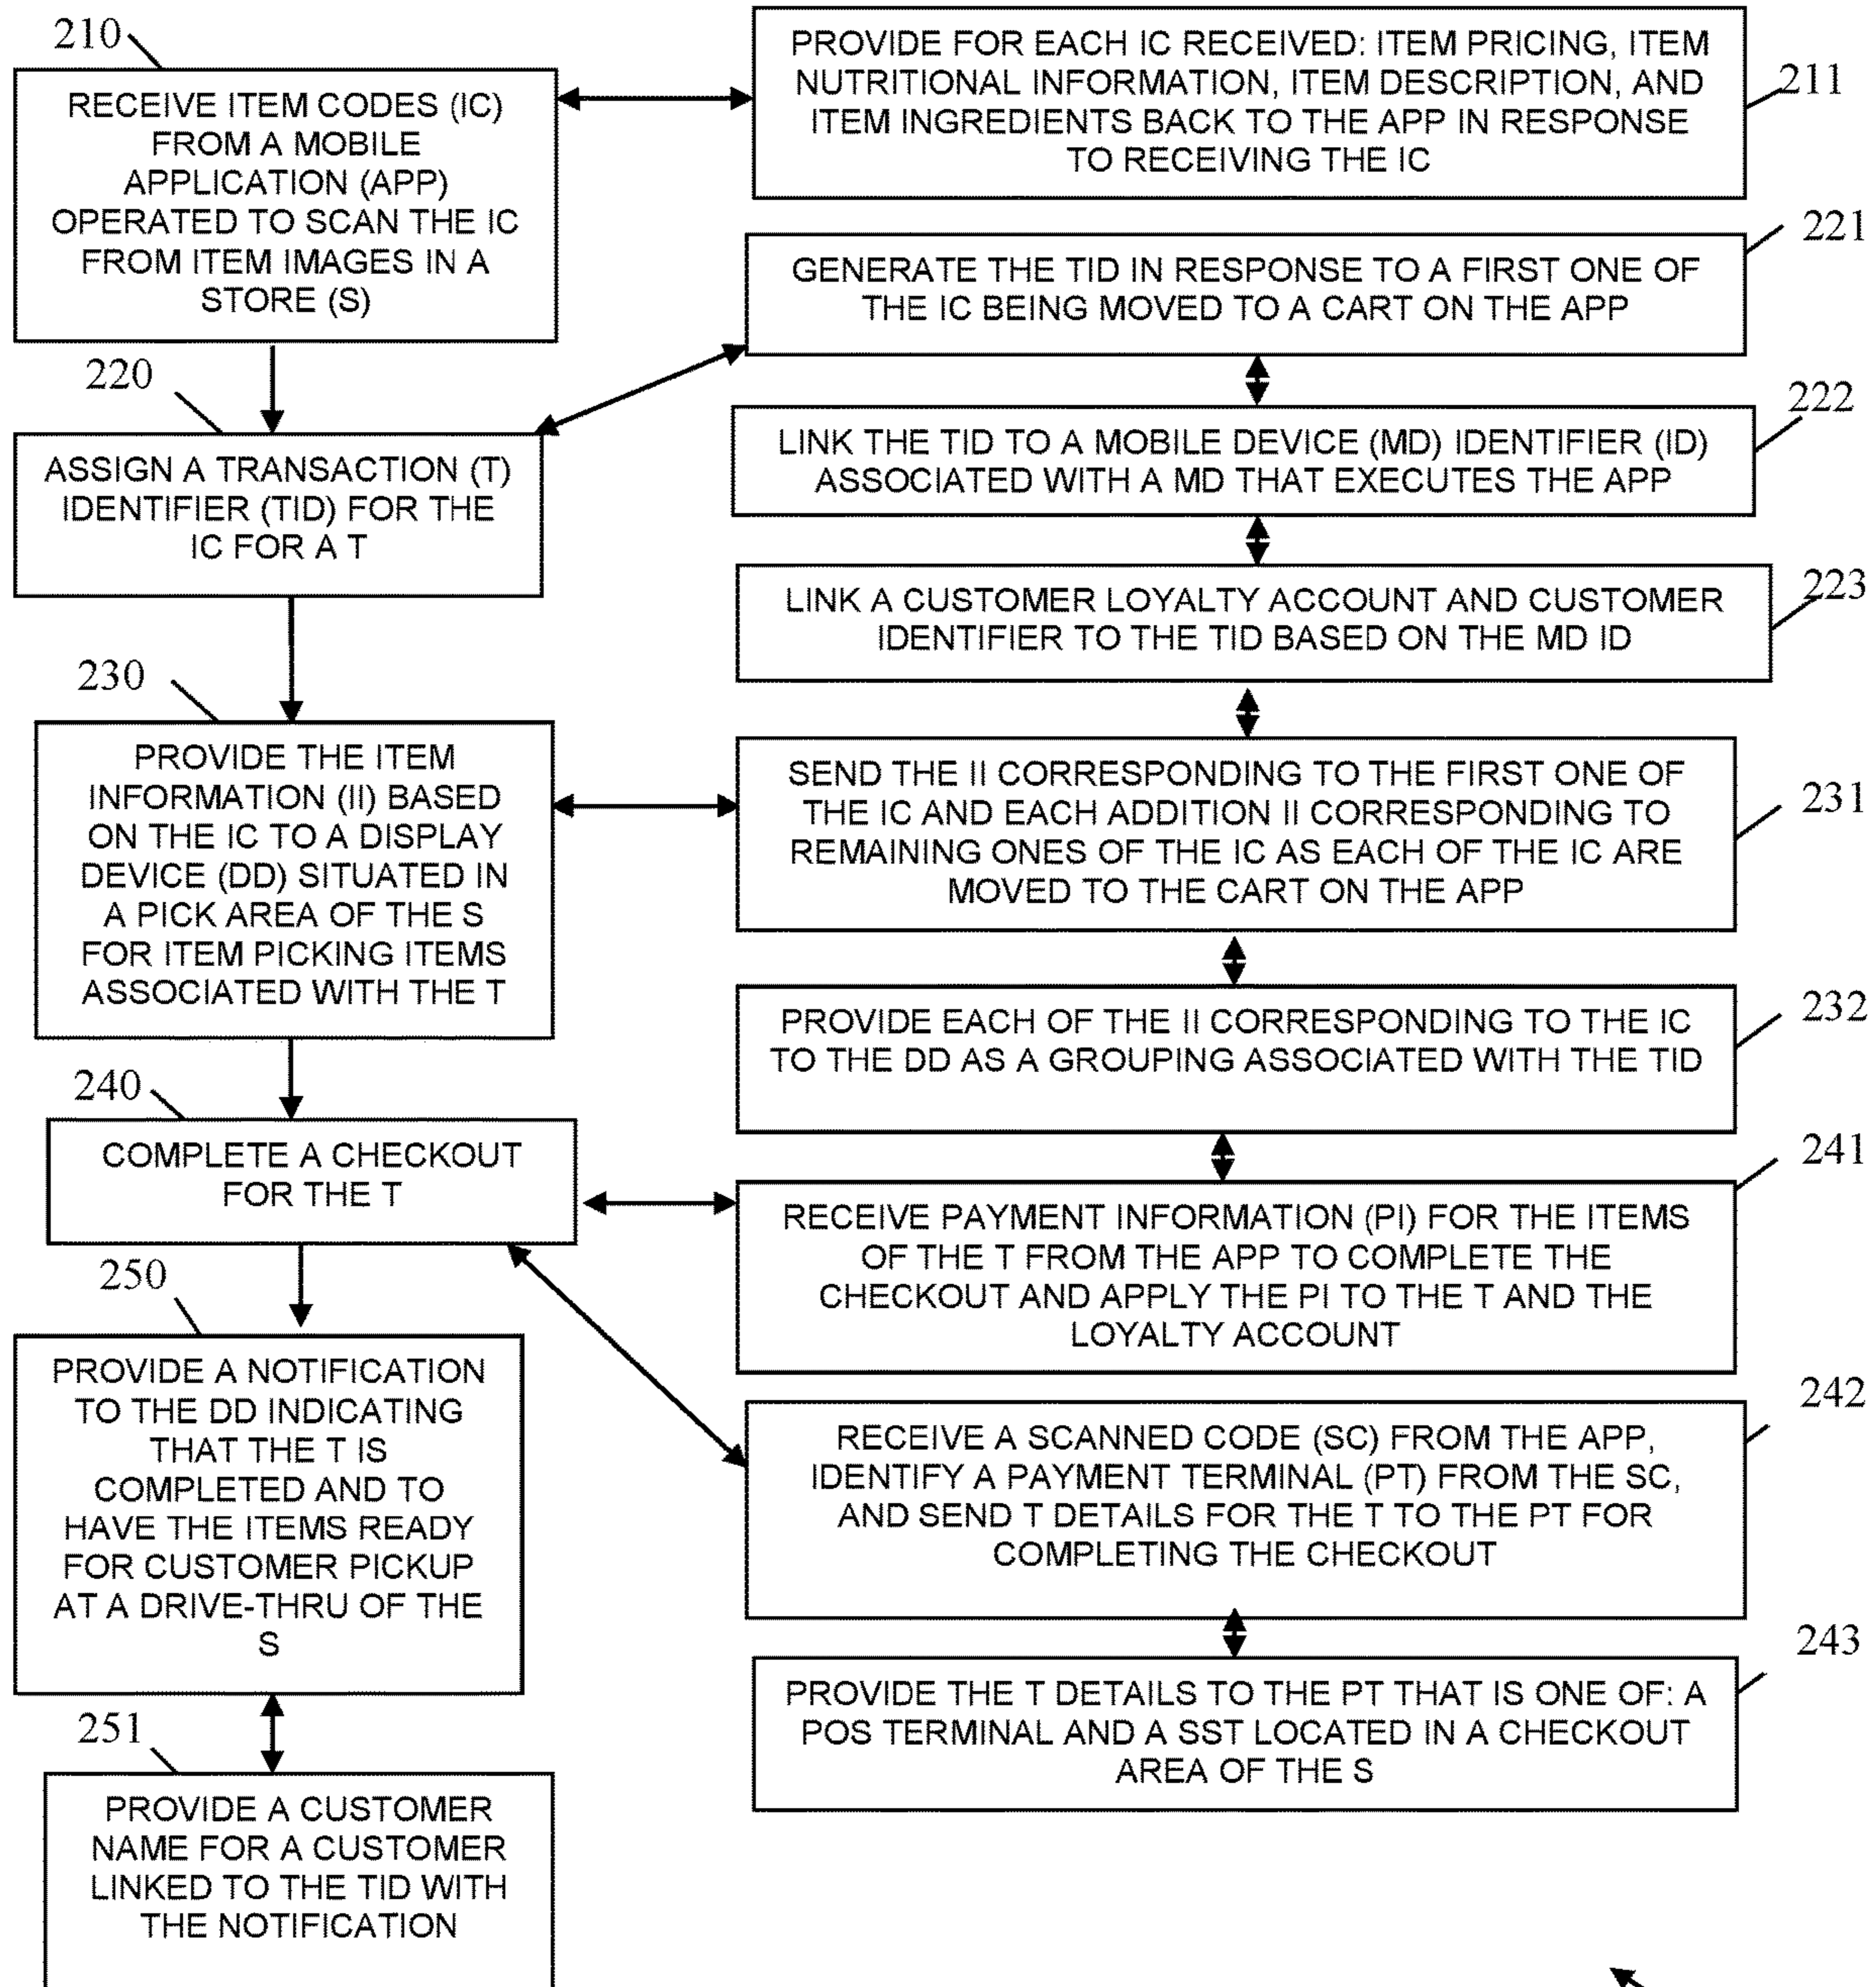 210
RECEIVE ITEM CODES (IC)
FROM A MOBILE
APPLICATION (APP)
OPERATED TO SCAN THE IC
FROM ITEM IMAGES IN A
STORE (S)
PROVIDE FOR EACH IC RECEIVED: ITEM PRICING, ITEM
NUTRITIONAL INFORMATION, ITEM DESCRIPTION, AND
ITEM INGREDIENTS BACK TO THE APP IN RESPONSE
TO RECEIVING THE IC
211
220
ASSIGN A TRANSACTION (T)
IDENTIFIER (TID) FOR THE
IC FOR A T
221
GENERATE THE TID IN RESPONSE TO A FIRST ONE OF
THE IC BEING MOVED TO A CART ON THE APP
222
LINK THE TID TO A MOBILE DEVICE (MD) IDENTIFIER (ID)
ASSOCIATED WITH A MD THAT EXECUTES THE APP
223
LINK A CUSTOMER LOYALTY ACCOUNT AND CUSTOMER
IDENTIFIER TO THE TID BASED ON THE MD ID
230
PROVIDE THE ITEM
INFORMATION (II) BASED
ON THE IC TO A DISPLAY
DEVICE (DD) SITUATED IN
A PICK AREA OF THE S
FOR ITEM PICKING ITEMS
ASSOCIATED WITH THE T
231
SEND THE II CORRESPONDING TO THE FIRST ONE OF
THE IC AND EACH ADDITION II CORRESPONDING TO
REMAINING ONES OF THE IC AS EACH OF THE IC ARE
MOVED TO THE CART ON THE APP
232
PROVIDE EACH OF THE II CORRESPONDING TO THE IC
TO THE DD AS A GROUPING ASSOCIATED WITH THE TID
240
COMPLETE A CHECKOUT
FOR THE T
241
RECEIVE PAYMENT INFORMATION (PI) FOR THE ITEMS
OF THE T FROM THE APP TO COMPLETE THE
CHECKOUT AND APPLY THE PI TO THE T AND THE
LOYALTY ACCOUNT
242
RECEIVE A SCANNED CODE (SC) FROM THE APP,
IDENTIFY A PAYMENT TERMINAL (PT) FROM THE SC,
AND SEND T DETAILS FOR THE T TO THE PT FOR
COMPLETING THE CHECKOUT
243
PROVIDE THE T DETAILS TO THE PT THAT IS ONE OF: A
POS TERMINAL AND A SST LOCATED IN A CHECKOUT
AREA OF THE S
250
PROVIDE A NOTIFICATION
TO THE DD INDICATING
THAT THE T IS
COMPLETED AND TO
HAVE THE ITEMS READY
FOR CUSTOMER PICKUP
AT A DRIVE-THRU OF THE
S
251
PROVIDE A CUSTOMER
NAME FOR A CUSTOMER
LINKED TO THE TID WITH
THE NOTIFICATION